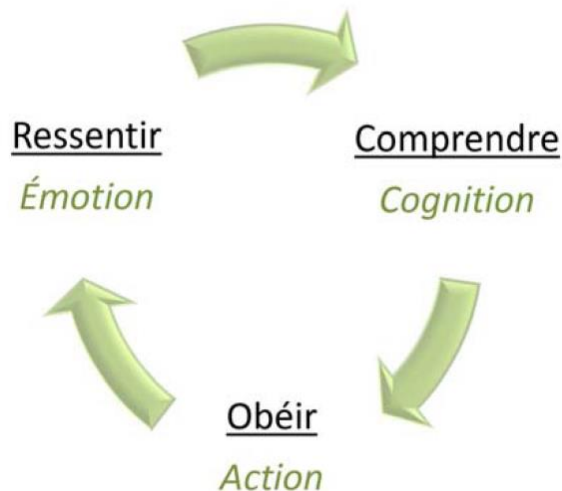 Ressentir
Émotion
Comprendre
Cognition
Obéir
Action